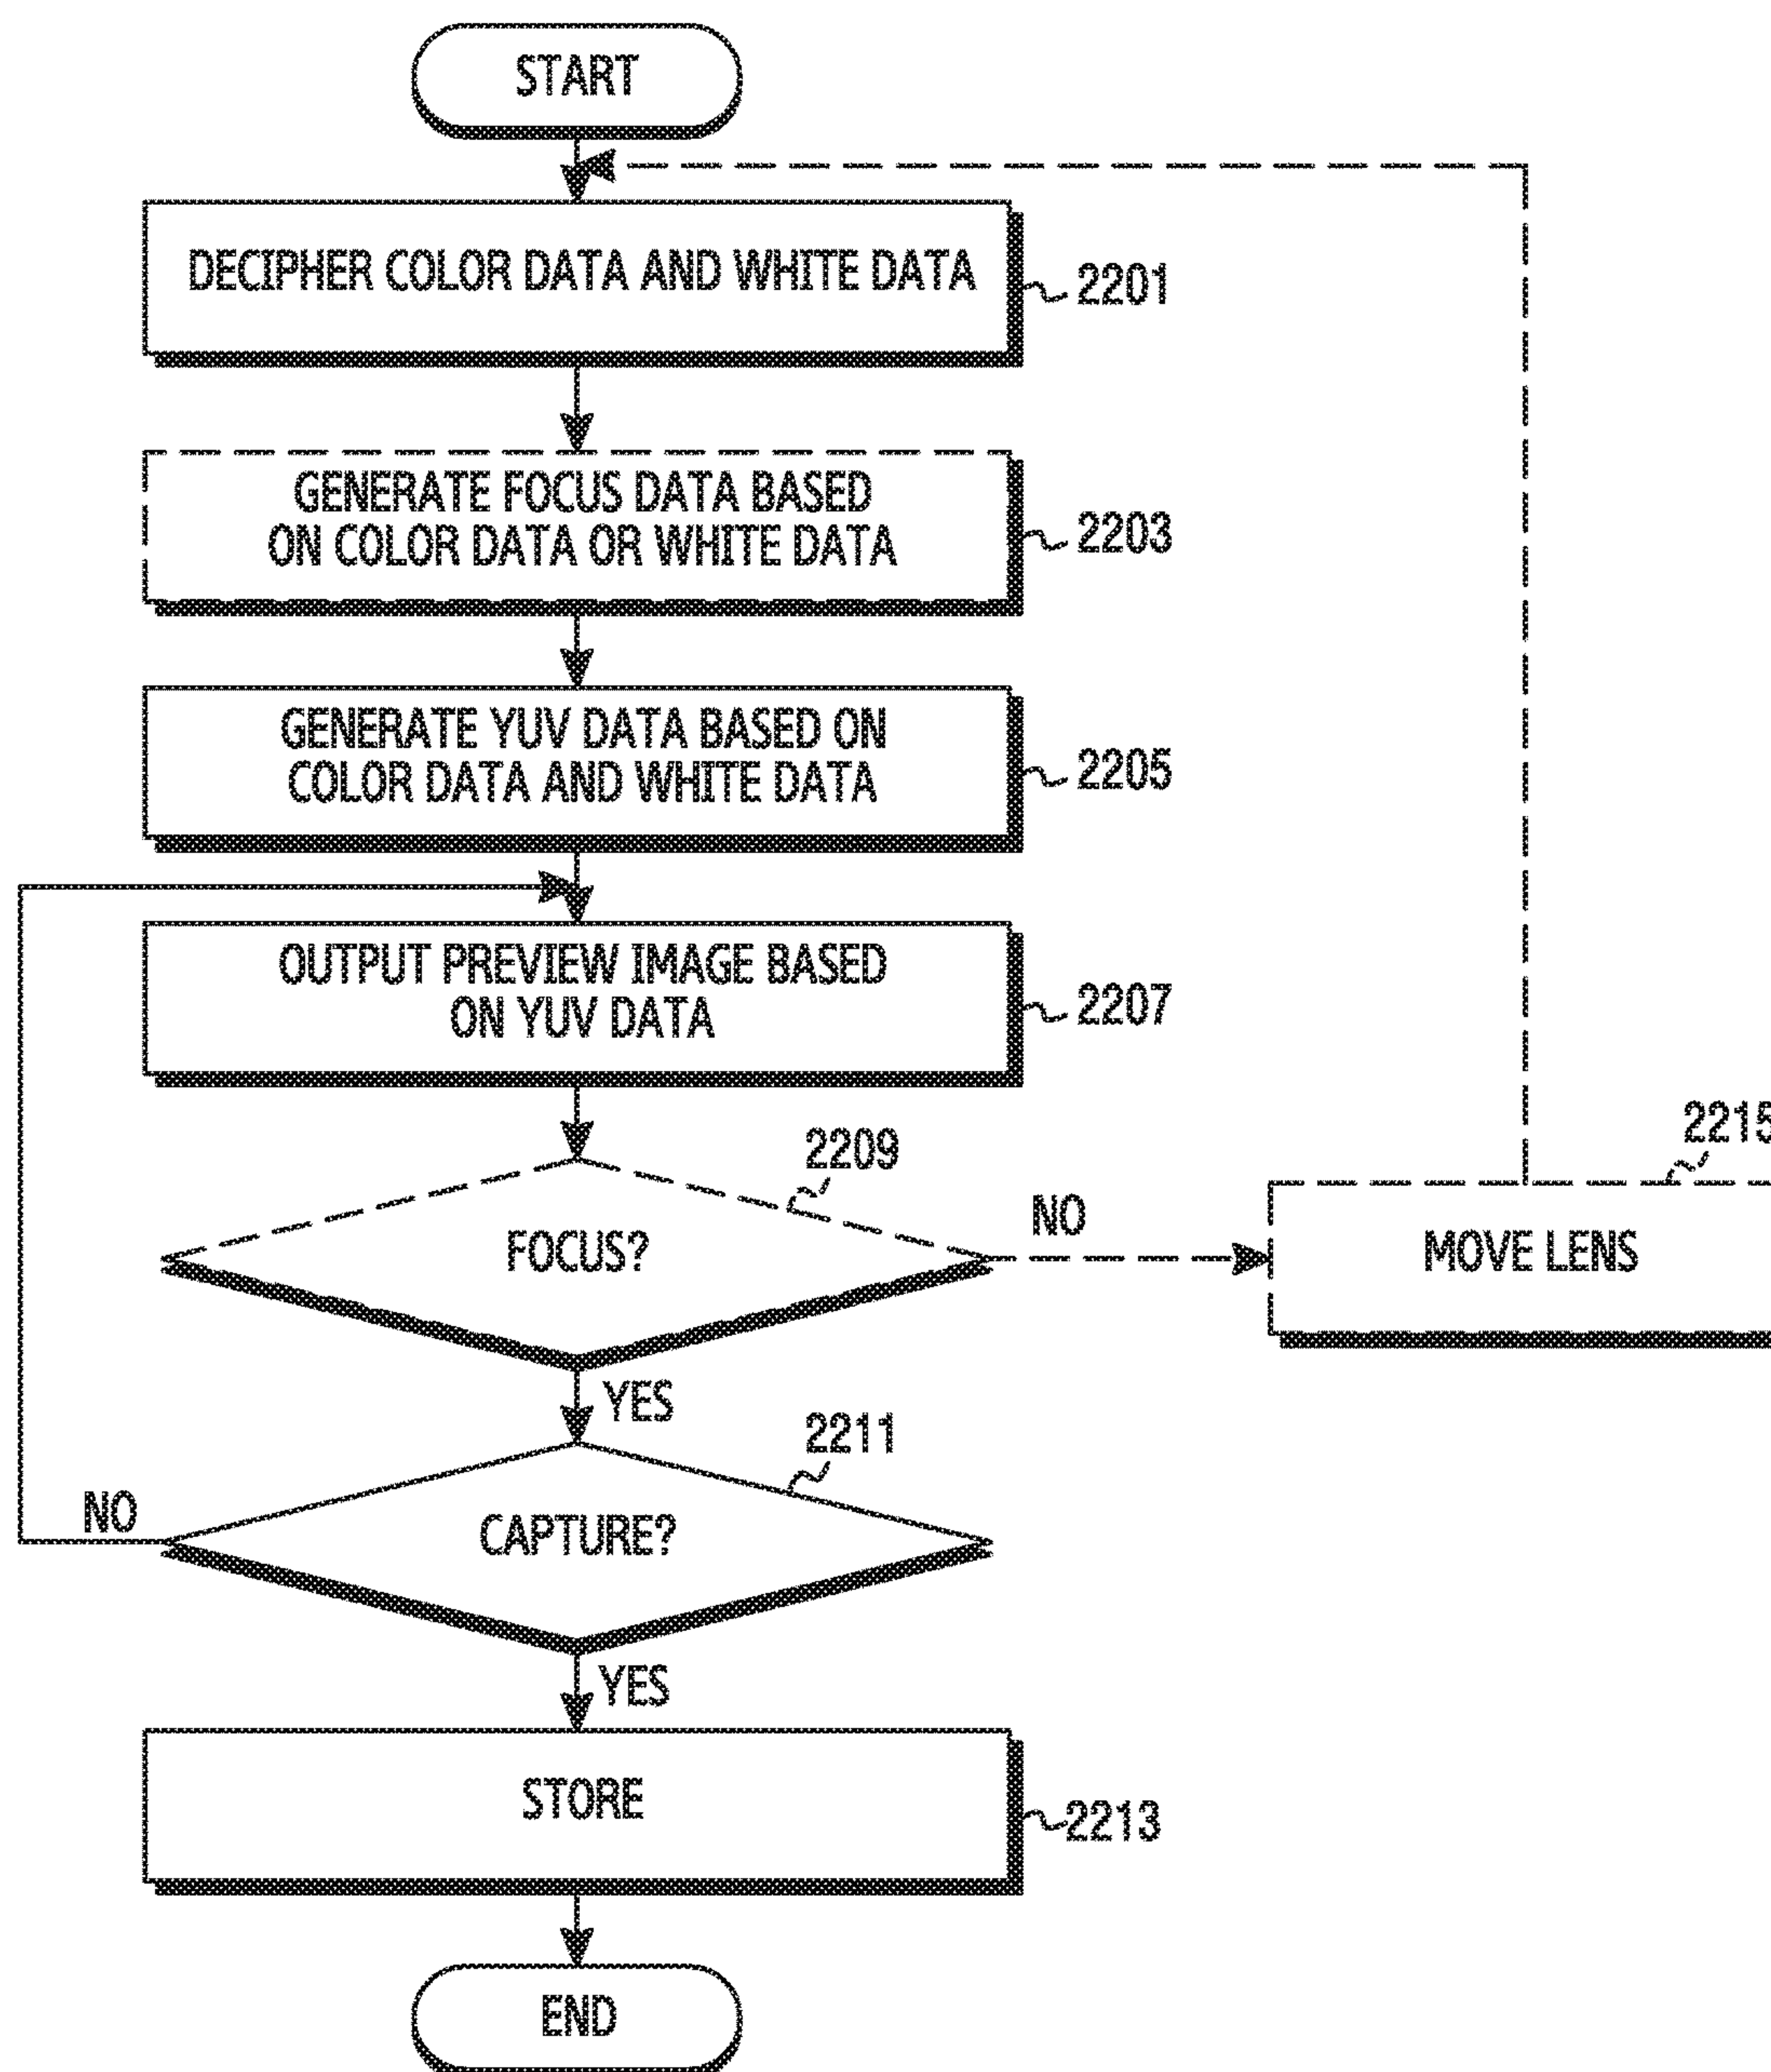 START
DECIPHER COLOR DATA AND WHITE DATA
2201
GENERATE FOCUS DATA BASED
ON COLOR DATA OR WHITE DATA
2203
GENERATE YUV DATA BASED ON
COLOR DATA AND WHITE DATA
2205
OUTPUT PREVIEW IMAGE BASED
ON YUV DATA
2207
2209
FOCUS?
NO
2215
MOVE LENS
YES
2211
CAPTURE?
NO
YES
STORE
2213
END